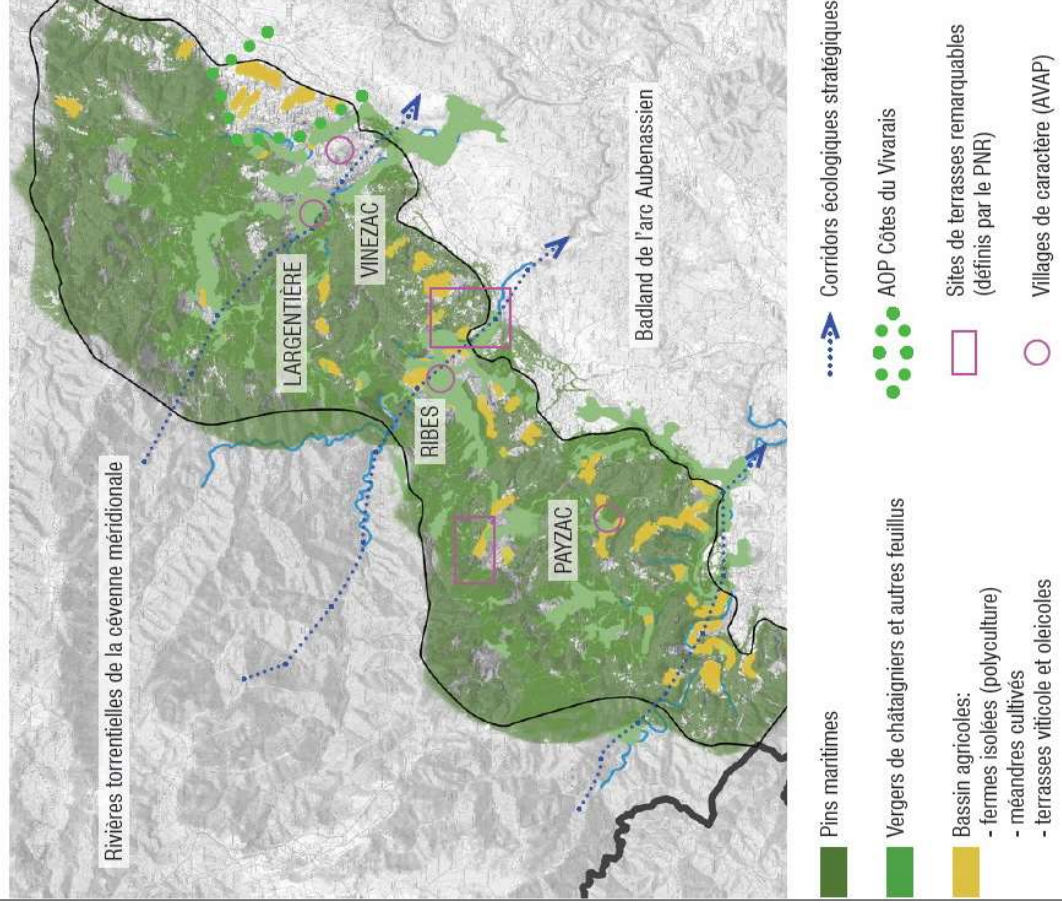 Rivières torrentielles de la cévenne méridionale
LARGENTIÈRE
VINEZAC
RIBES
PAYZAC
Badland de l'arc Aubenassien
Pins maritimes
Vergers de châtaigniers et autres feuillus
Bassin agricoles:
- fermes isolées (polyculture)
- méandres cultivés
- terrasses viticole et oleicoles
Corridors écologiques stratégiques
AOP Côtes du Vivarais
Sites de terrasses remarquables
(définis par le PNR)
Villages de caractère (AVAP)